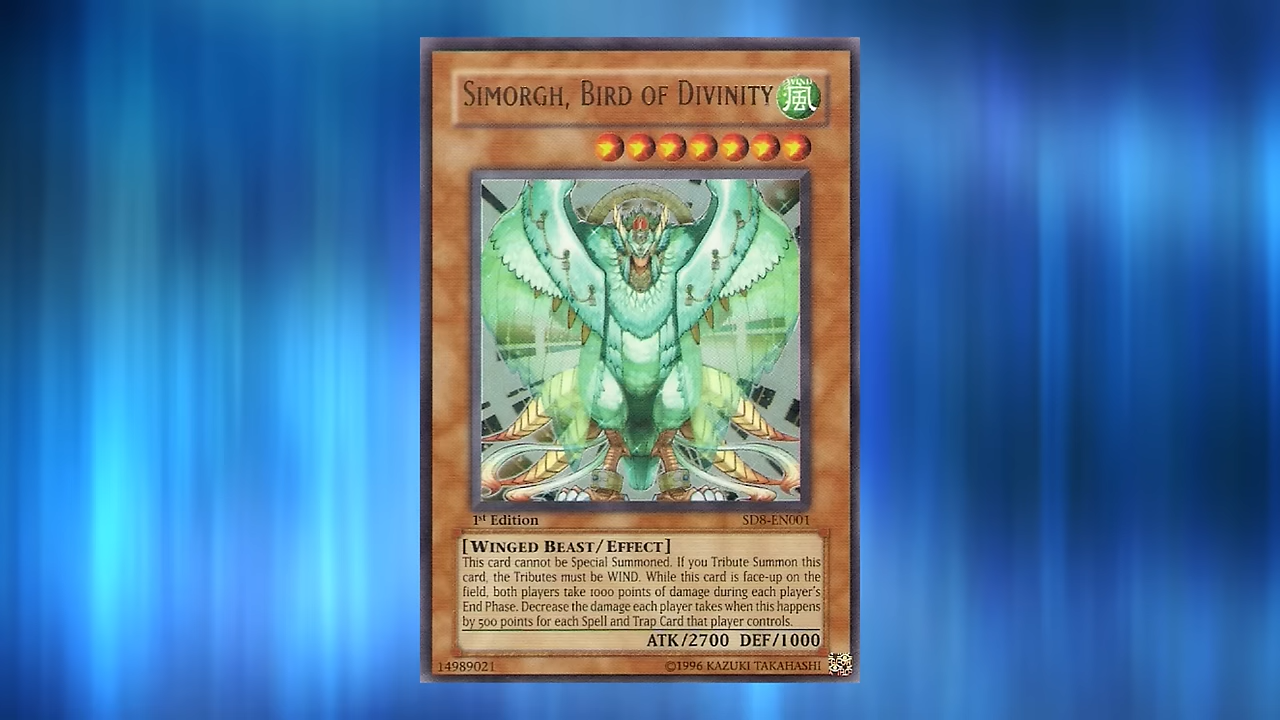 SIMORGH, BIRD OF DIVINITY
WIND
風
1st Edition
SD8-EN001
[WINGED BEAST/EFFECT]
This card cannot be Special Summoned. If you Tribute Summon this
card, the Tributes must be WIND. While this card is face-up on the
field, both players take 1000 points of damage during each player's
End Phase. Decrease the damage each player takes when this happens
by 500 points for each Spell and Trap Card that player controls.
ATK/2700 DEF/1000
14989021
©1996 KAZUKI TAKAHASHI